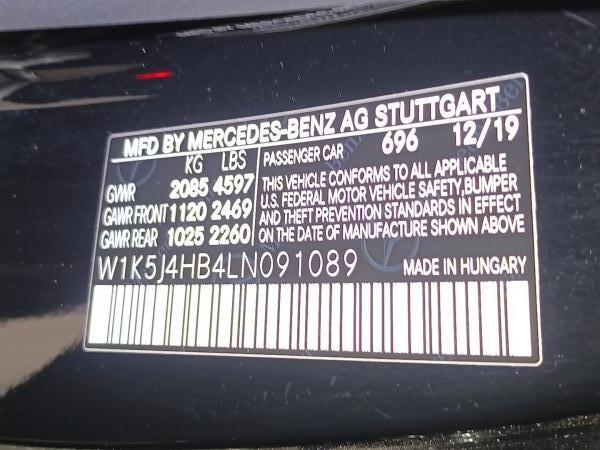 MFD BY MERCEDES-BENZ AG STUTTGART
KG LBS
GVWR 2085 4597
GAWR FRONT 1120 2469
GAWR REAR 1025 2260
PASSENGER CAR 696 12/19
THIS VEHICLE CONFORMS TO ALL APPLICABLE
U.S. FEDERAL MOTOR VEHICLE SAFETY, BUMPER
AND THEFT PREVENTION STANDARDS IN EFFECT
ON THE DATE OF MANUFACTURE SHOWN ABOVE
W1K5J4HB4LN091089
MADE IN HUNGARY